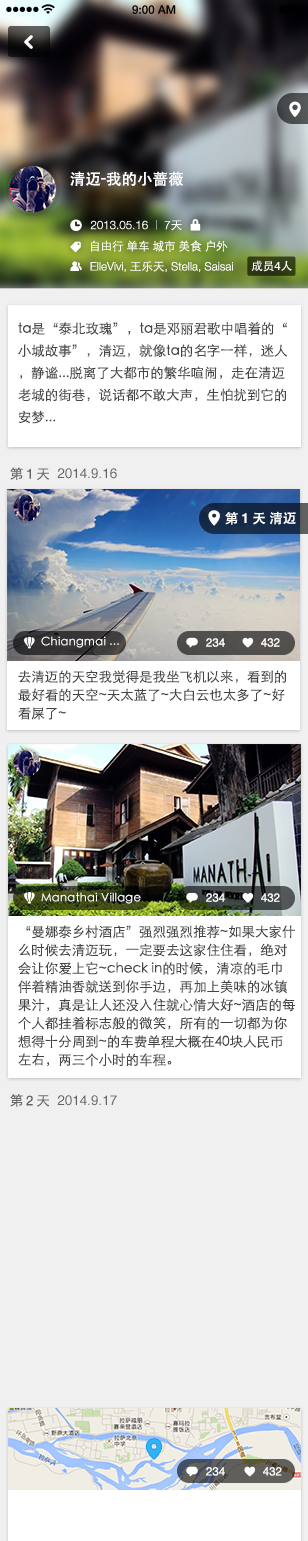 9:00 AM
清迈-我的小蔷薇
2013.05.16 | 7天
自由行 单车 城市 美食 户外
ElleVivi, 王乐天, Stella, Saisai 成员4人
ta是“泰北玫瑰”，ta是邓丽君歌中唱着的“
小城故事”，清迈，就像ta的名字一样，迷人
，静谧...脱离了大都市的繁华喧闹，走在清迈
老城的街巷，说话都不敢大声，生怕扰到它的
安梦...
第1天 2014.9.16
第1天 清迈
Chiangmai ... 234 432
去清迈的天空我觉得是我坐飞机以来，看到的
最好看的天空~天太蓝了~大白云也太多了~好
看屎了~
MANATHAI
Manathai Village 234 432
“曼娜泰乡村酒店”强烈强烈推荐~如果大家什
么时候去清迈玩，一定要去这家住住看，绝对
会让你爱上它~check in的时候，清凉的毛巾
伴着精油香就送到你手边，再加上美味的冰镇
果汁，真是让人还没入住就心情大好~酒店的每
个人都挂着标志般的微笑，所有的一切都为你
想得十分周到~的车费单程大概在40块人民币
左右，两三个小时的车程。
第2天 2014.9.17
234 432